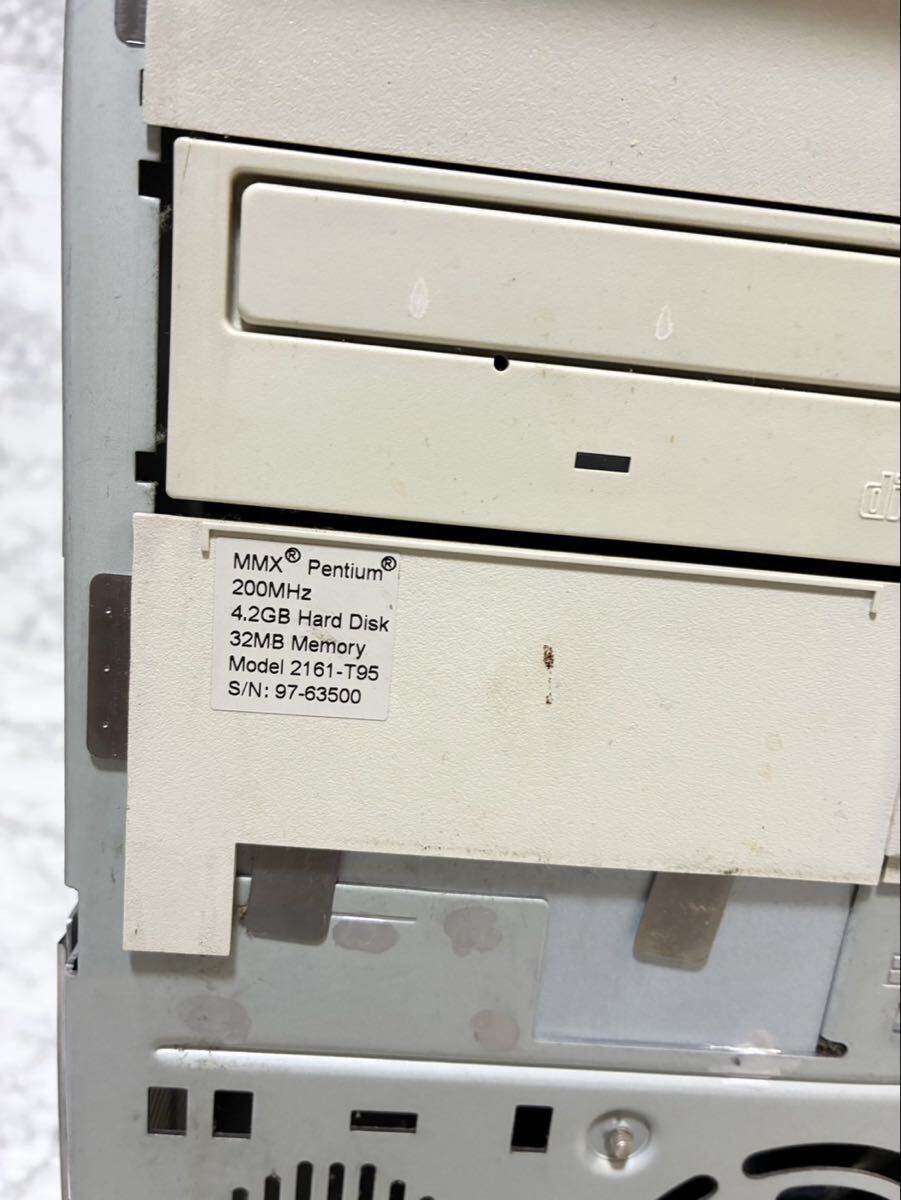 MMX® Pentium®
200MHz
4.2GB Hard Disk
32MB Memory
Model 2161-T95
S/N: 97-63500